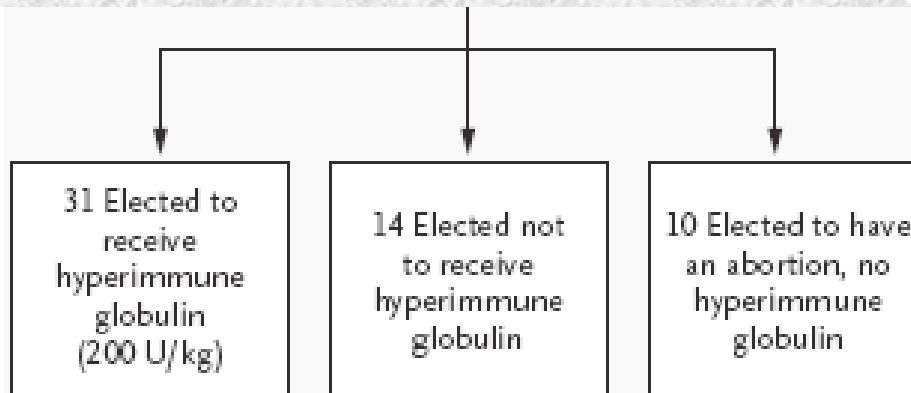 31 Elected to
receive
hyperimmune
globulin
(200 U/kg)
14 Elected not
to receive
hyperimmune
globulin
10 Elected to have
an abortion, no
hyperimmune
globulin